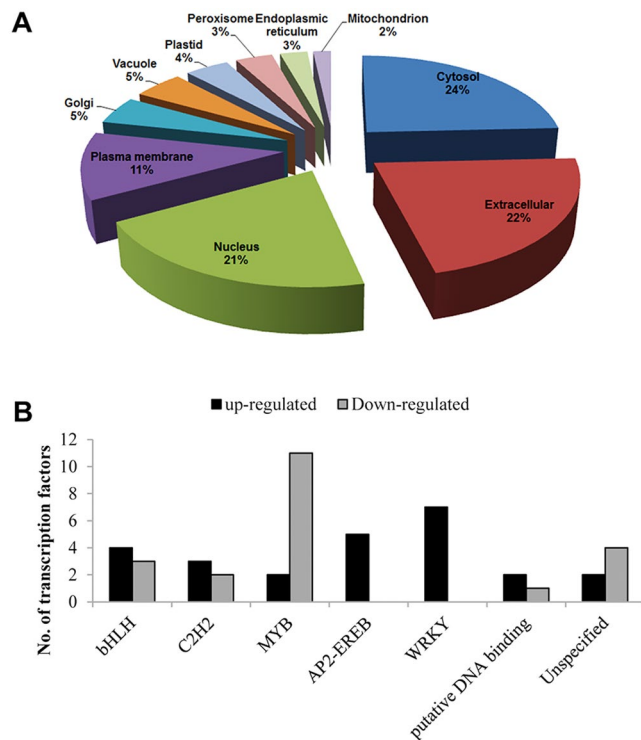 A
Peroxisome
3%
Endoplasmic
reticulum
3%
Mitochondrion
2%
Plastid
4%
Vacuole
5%
Golgi
5%
Plasma membrane
11%
Cytosol
24%
Extracellular
22%
Nucleus
21%
B
up-regulated
Down-regulated
No. of transcription factors
12
10
8
6
4
2
0
bHLH
C2H2
MYB
AP2-EREB
WRKY
putative DNA binding
Unspecified